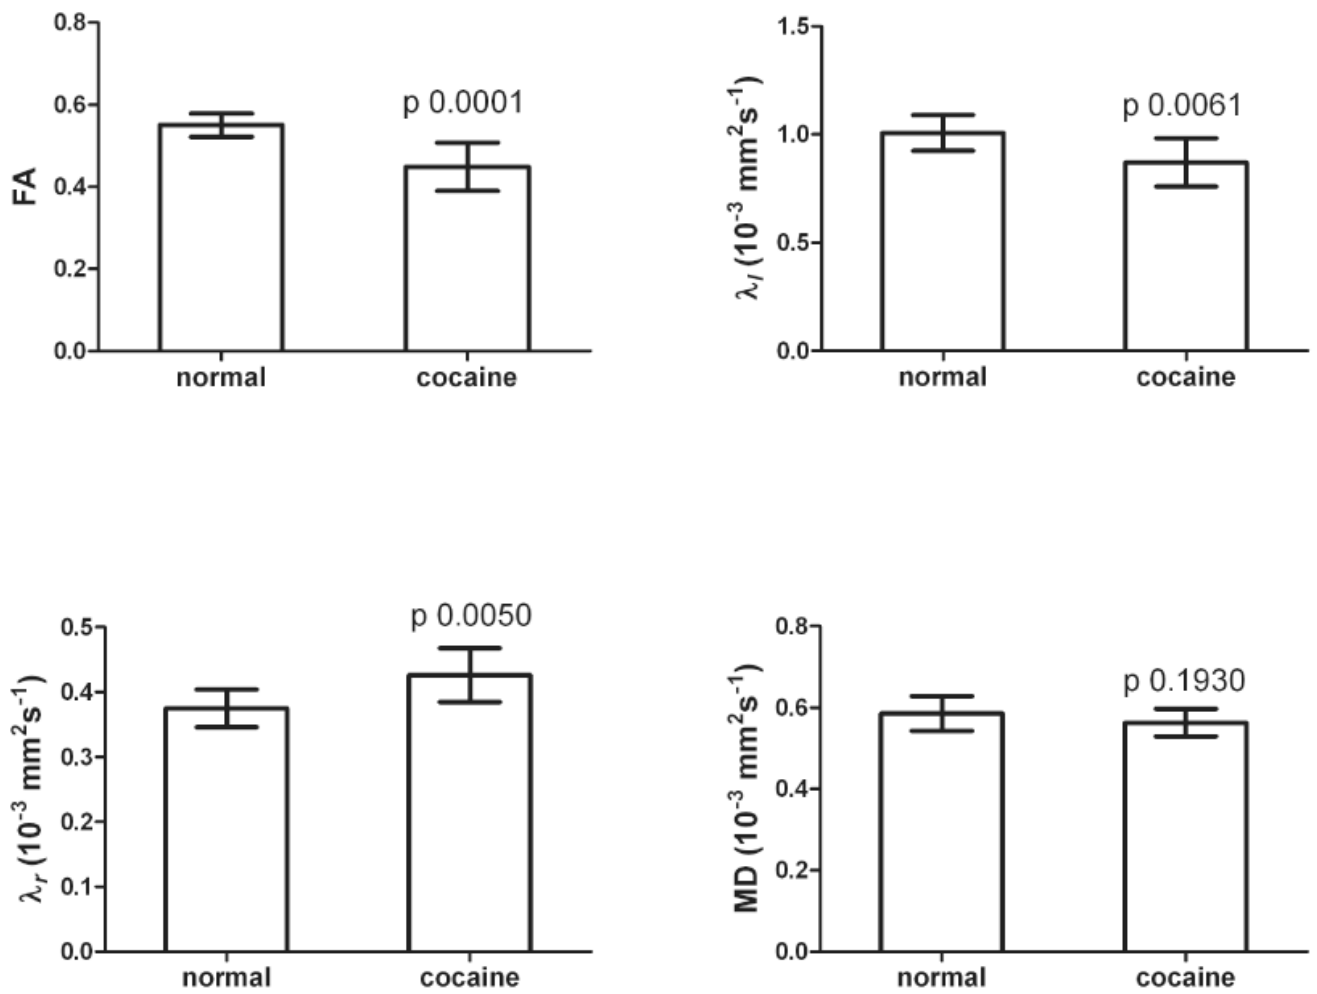 0.8
0.6
0.4
0.2
0.0
FA
p 0.0001
normal cocaine
1.5
1.0
0.5
0.0
λl (10-3 mm2s-1)
p 0.0061
normal cocaine
0.5
0.4
0.3
0.2
0.1
0.0
λr (10-3 mm2s-1)
p 0.0050
normal cocaine
0.8
0.6
0.4
0.2
0.0
MD (10-3 mm2s-1)
p 0.1930
normal cocaine